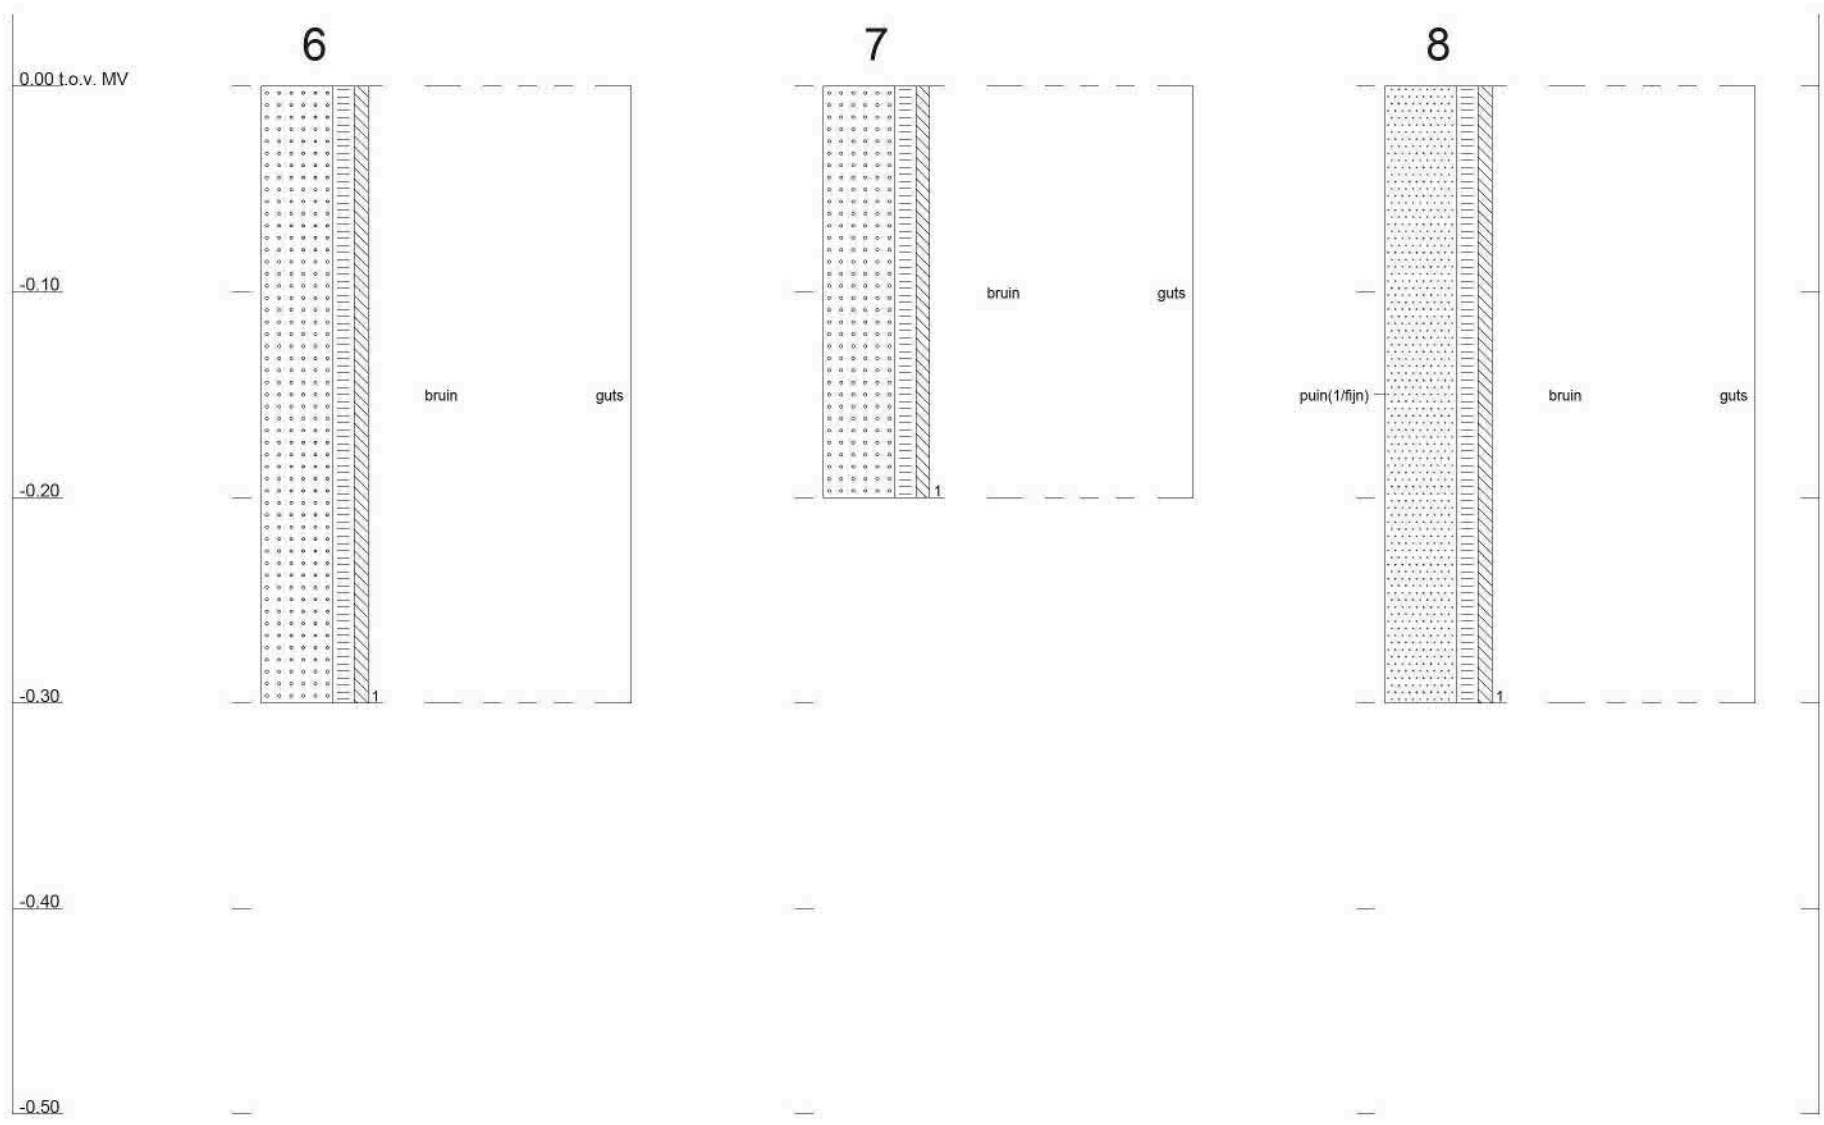 6 7 8
0.00 t.o.v. MV
-0.10
bruin guts
bruin guts
puin(1/fijn) bruin guts
-0.20
1
-0.30
1
1
-0.40
-0.50